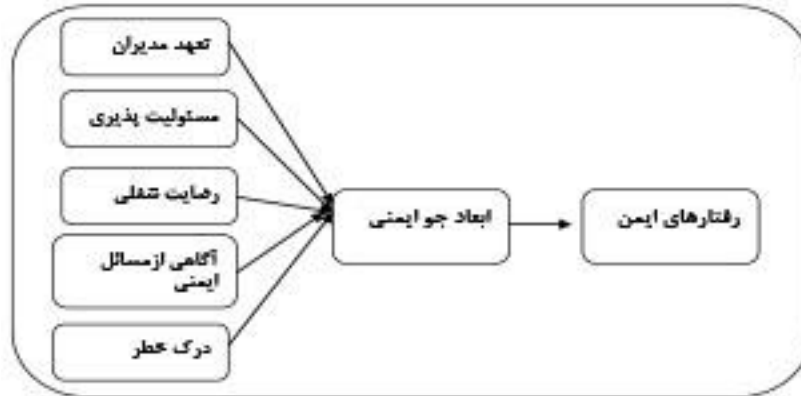 تعهد مدیران
مسئولیت پذیری
رضایت شغلی
آگاهی ازمسائل
ایمنی
درک خطر
ابعاد جو ایمنی
رفتارهای ایمن